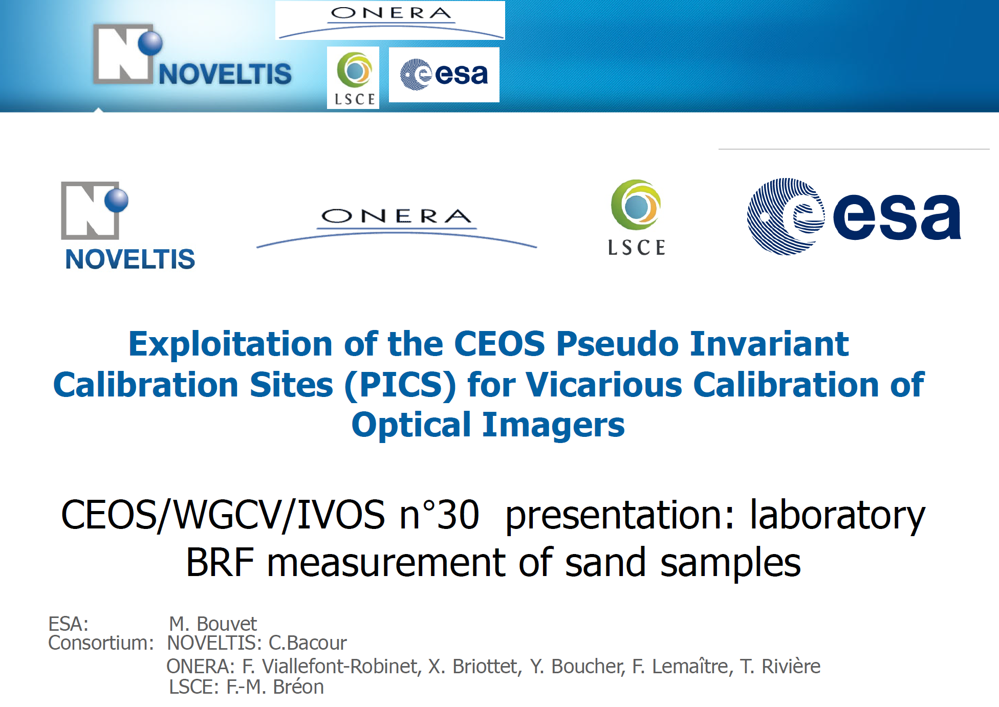 ONERA
NOVELTIS
LSCE
esa
NOVELTIS
ONERA
LSCE
esa
Exploitation of the CEOS Pseudo Invariant
Calibration Sites (PICS) for Vicarious Calibration of
Optical Imagers
CEOS/WGCV/IVOS n°30  presentation: laboratory
BRF measurement of sand samples
ESA: M. Bouvet
Consortium: NOVELTIS: C.Bacour
ONERA: F. Viallefont-Robinet, X. Briottet, Y. Boucher, F. Lemaître, T. Rivière
LSCE: F.-M. Bréon